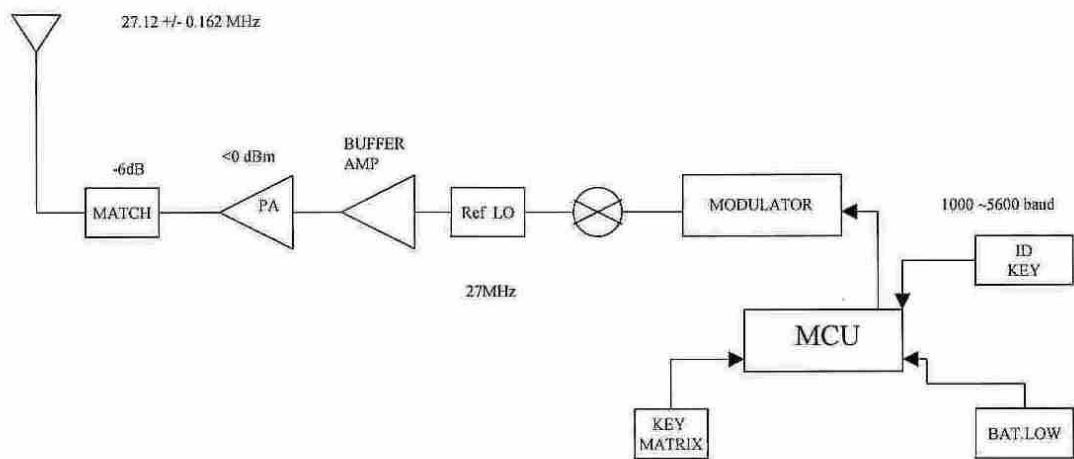 27.12 +/- 0.162 MHz
BUFFER
AMP
<0 dBm
-6dB
MATCH
PA
Ref LO
MODULATOR
1000 ~5600 baud
ID
KEY
27MHz
MCU
KEY
MATRIX
BAT.LOW